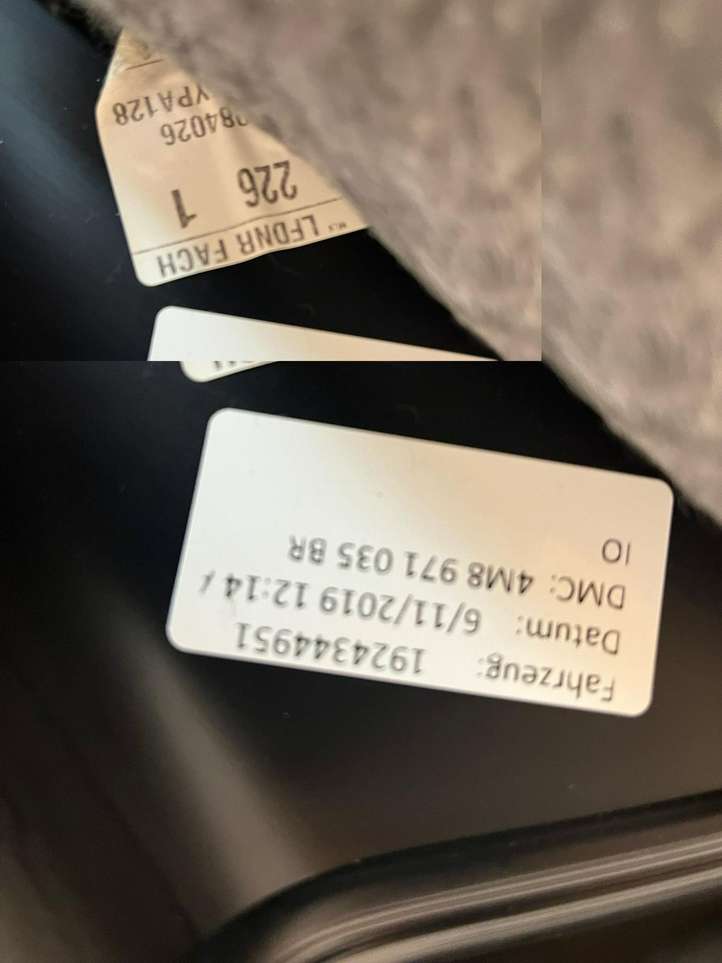 LFDNR FACH
226 1
84026
YPA128
Fahrzeug: 1924344951
Datum: 6/11/2019 12:14 /
DMC: 4M8 971 035 BR
IO